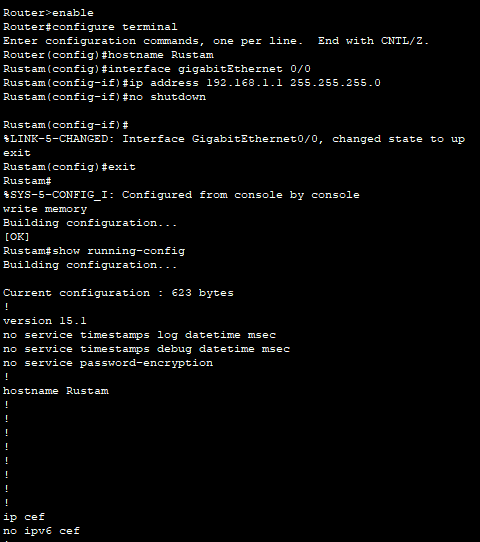 Router>enable
Router#configure terminal
Enter configuration commands, one per line.  End with CNTL/Z.
Router(config)#hostname Rustam
Rustam(config)#interface gigabitEthernet 0/0
Rustam(config-if)#ip address 192.168.1.1 255.255.255.0
Rustam(config-if)#no shutdown

Rustam(config-if)#
%LINK-5-CHANGED: Interface GigabitEthernet0/0, changed state to up
exit
Rustam(config)#exit
Rustam#
%SYS-5-CONFIG_I: Configured from console by console
write memory
Building configuration...
[OK]
Rustam#show running-config
Building configuration...

Current configuration : 623 bytes
!
version 15.1
no service timestamps log datetime msec
no service timestamps debug datetime msec
no service password-encryption
!
hostname Rustam
!
!
!
!
!
!
!
!
ip cef
no ipv6 cef